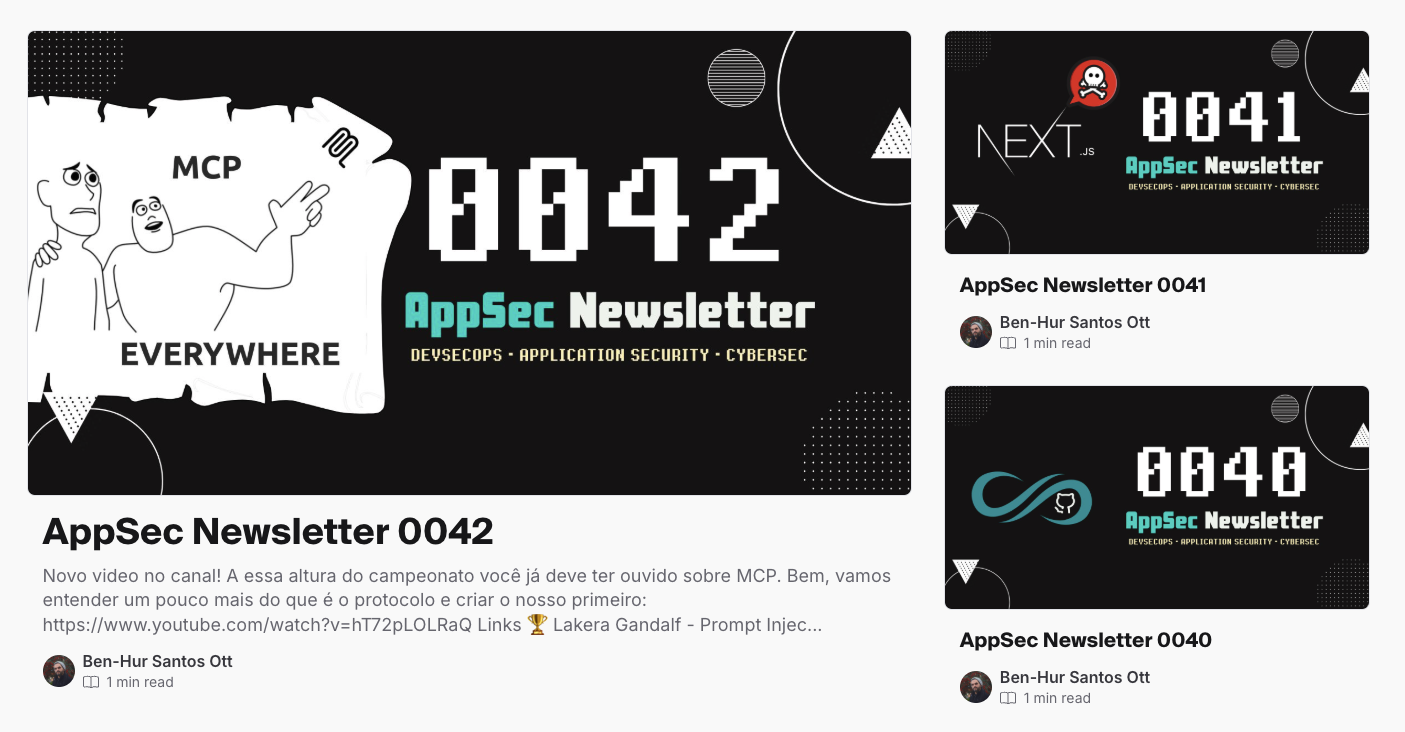 MCP
EVERYWHERE
0042
AppSec Newsletter
DEVSECOPS · APPLICATION SECURITY · CYBERSEC
AppSec Newsletter 0042
Novo video no canal! A essa altura do campeonato você já deve ter ouvido sobre MCP. Bem, vamos
entender um pouco mais do que é o protocolo e criar o nosso primeiro:
https://www.youtube.com/watch?v=hT72pLOLRaQ Links 🏆 Lakera Gandalf - Prompt Injec...
Ben-Hur Santos Ott
1 min read
NEXT.JS
0041
AppSec Newsletter
DEVSECOPS · APPLICATION SECURITY · CYBERSEC
AppSec Newsletter 0041
Ben-Hur Santos Ott
1 min read
0040
AppSec Newsletter
DEVSECOPS · APPLICATION SECURITY · CYBERSEC
AppSec Newsletter 0040
Ben-Hur Santos Ott
1 min read